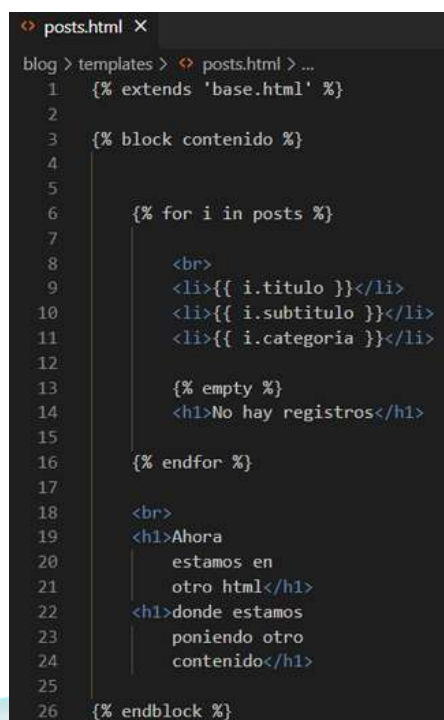 posts.html
blog > templates > posts.html > ...
1 {% extends 'base.html' %}
2
3 {% block contenido %}
4
5
6 {% for i in posts %}
7
8 <br>
9 <li>{{ i.titulo }}</li>
10 <li>{{ i.subtitulo }}</li>
11 <li>{{ i.categoria }}</li>
12
13 {% empty %}
14 <h1>No hay registros</h1>
15
16 {% endfor %}
17
18 <br>
19 <h1>Ahora
20 estamos en
21 otro html</h1>
22 <h1>donde estamos
23 poniendo otro
24 contenido</h1>
25
26 {% endblock %}